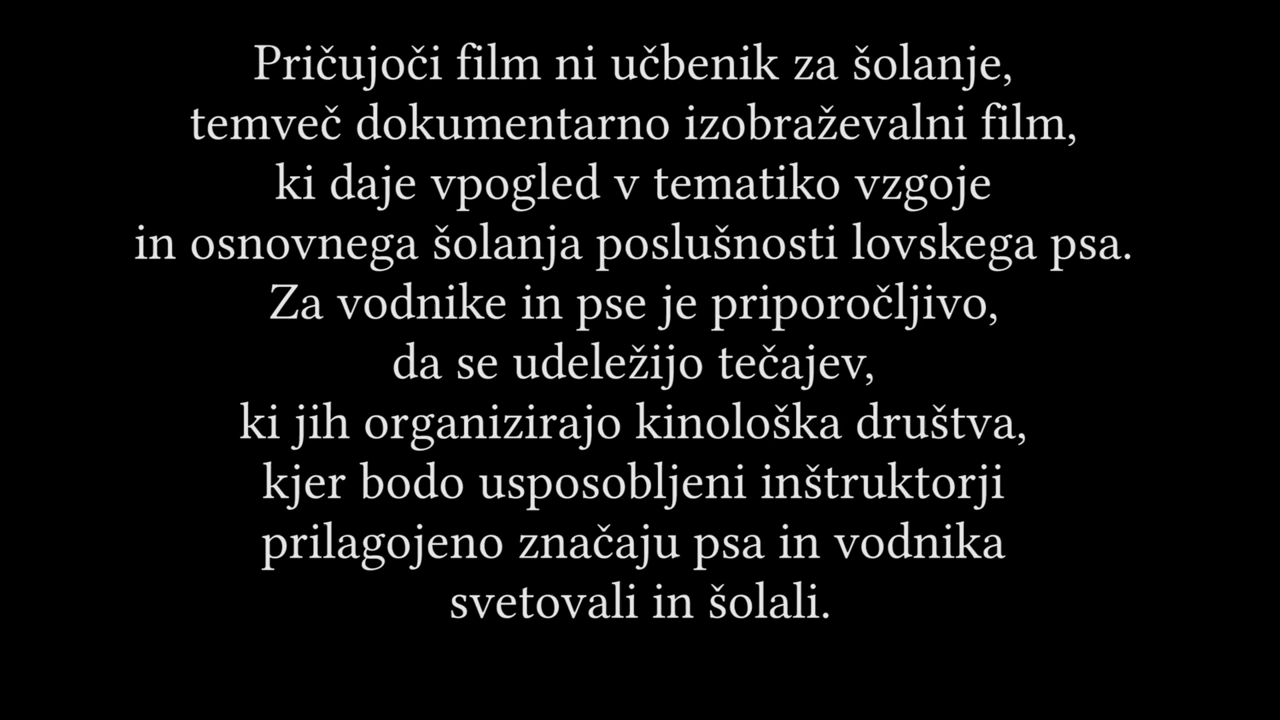 Pričujoči film ni učbenik za šolanje,
temveč dokumentarno izobraževalni film,
ki daje vpogled v tematiko vzgoje
in osnovnega šolanja poslušnosti lovskega psa.
Za vodnike in pse je priporočljivo,
da se udeležijo tečajev,
ki jih organizirajo kinološka društva,
kjer bodo usposobljeni inštruktorji
prilagojeno značaju psa in vodnika
svetovali in šolali.